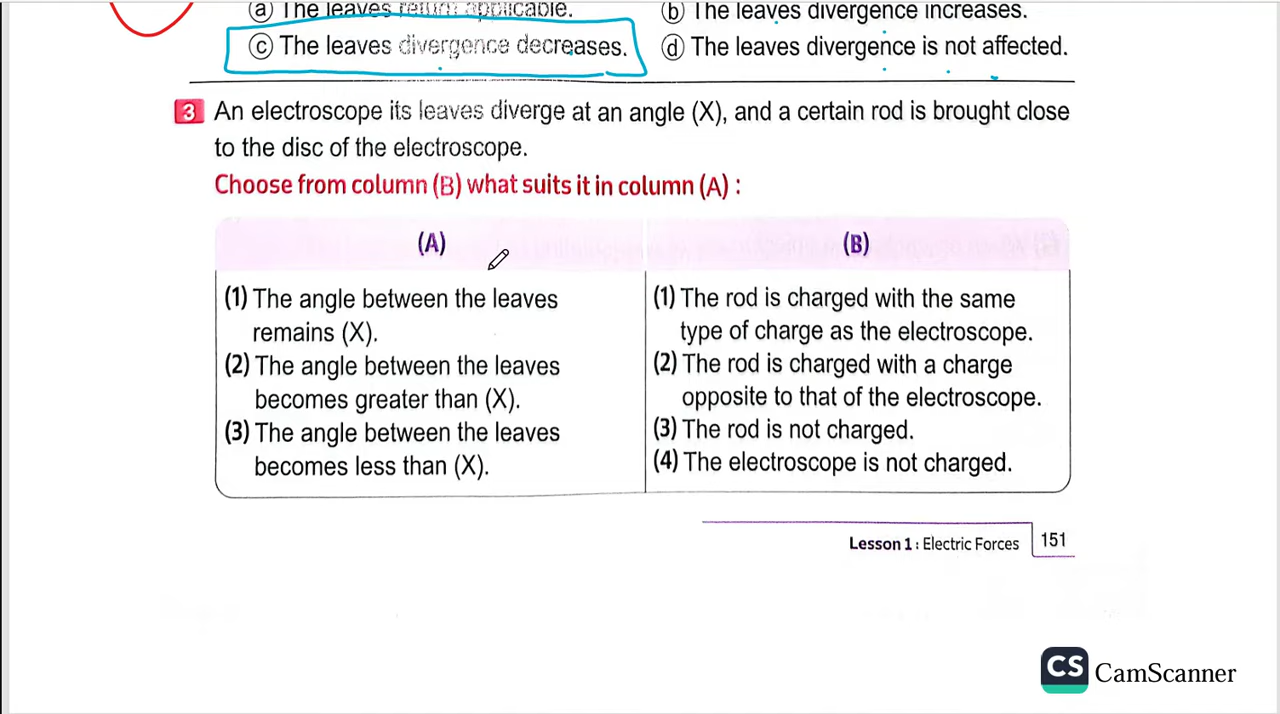 ⓐ The leaves return applicable.
ⓑ The leaves divergence increases.
ⓒ The leaves divergence decreases.
ⓓ The leaves divergence is not affected.
3 An electroscope its leaves diverge at an angle (X), and a certain rod is brought close
to the disc of the electroscope.
Choose from column (B) what suits it in column (A) :
(A)
(1) The angle between the leaves
remains (X).
(2) The angle between the leaves
becomes greater than (X).
(3) The angle between the leaves
becomes less than (X).
(B)
(1) The rod is charged with the same
type of charge as the electroscope.
(2) The rod is charged with a charge
opposite to that of the electroscope.
(3) The rod is not charged.
(4) The electroscope is not charged.
Lesson 1 : Electric Forces 151
CS CamScanner